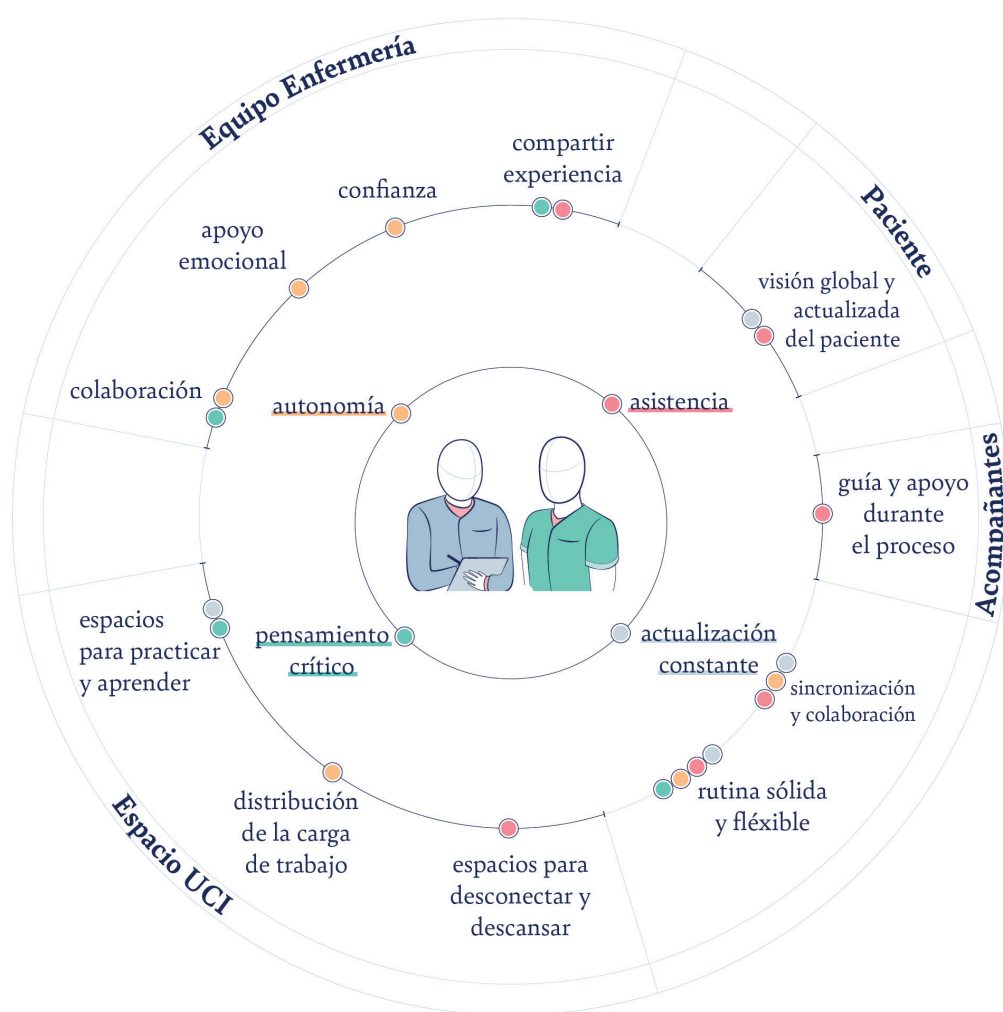 Equipo Enfermería
compartir
experiencia
confianza
apoyo
emocional
colaboración
Paciente
visión global y
actualizada
del paciente
autonomía
asistencia
Acompañantes
guía y apoyo
durante
el proceso
espacios
para practicar
y aprender
pensamiento
crítico
actualización
constante
sincronización
y colaboración
rutina sólida
y fléxible
distribución
de la carga
de trabajo
Espacio UCI
espacios para
desconectar y
descansar